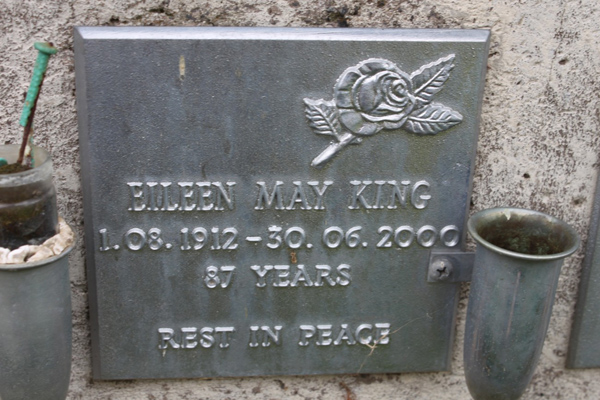 EILEEN MAY KING
1.08.1912 - 30.06.2000
87 YEARS
REST IN PEACE